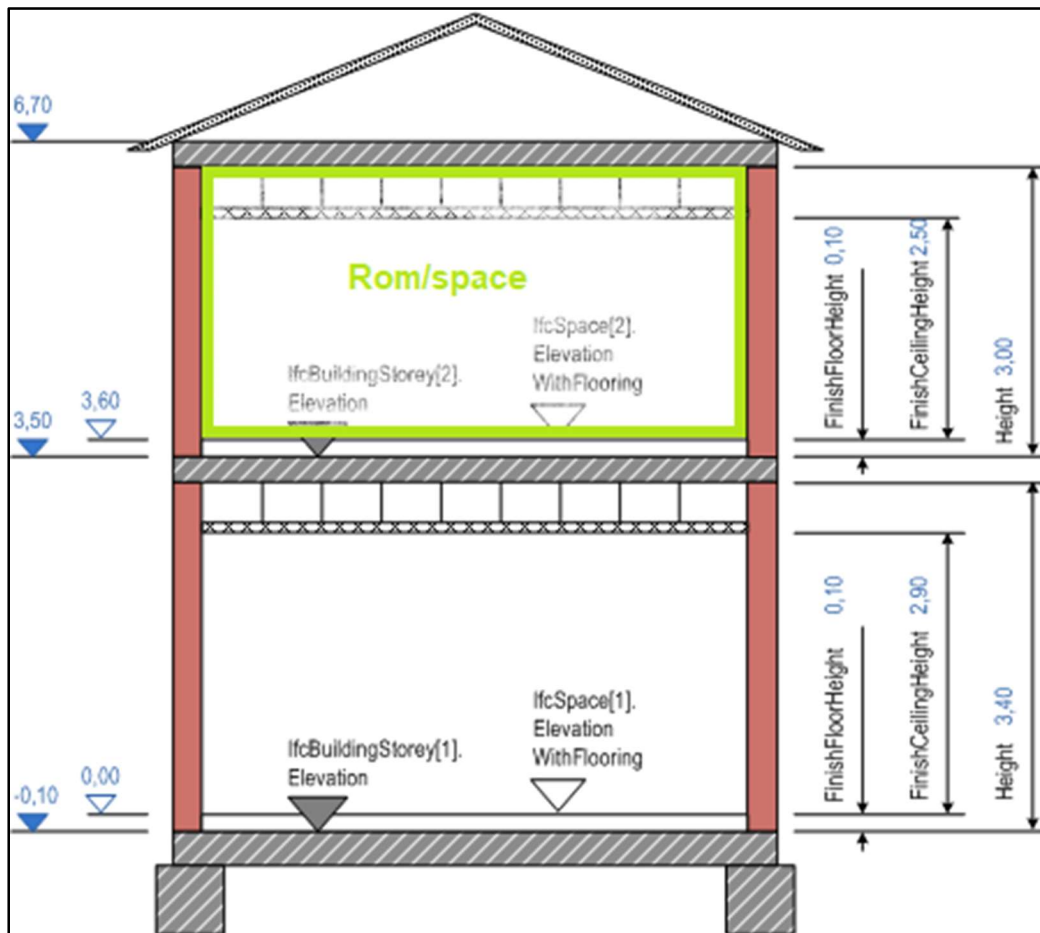 6,70
Rom/space
IfcSpace[2].
Elevation
WithFlooring
IfcBuildingStorey[2].
Elevation
3,60
3,50
FinishFloorHeight 0,10
FinishCeilingHeight 2,50
Height 3,00
IfcSpace[1].
Elevation
WithFlooring
IfcBuildingStorey[1].
Elevation
0,00
-0,10
FinishFloorHeight 0,10
FinishCeilingHeight 2,90
Height 3,40